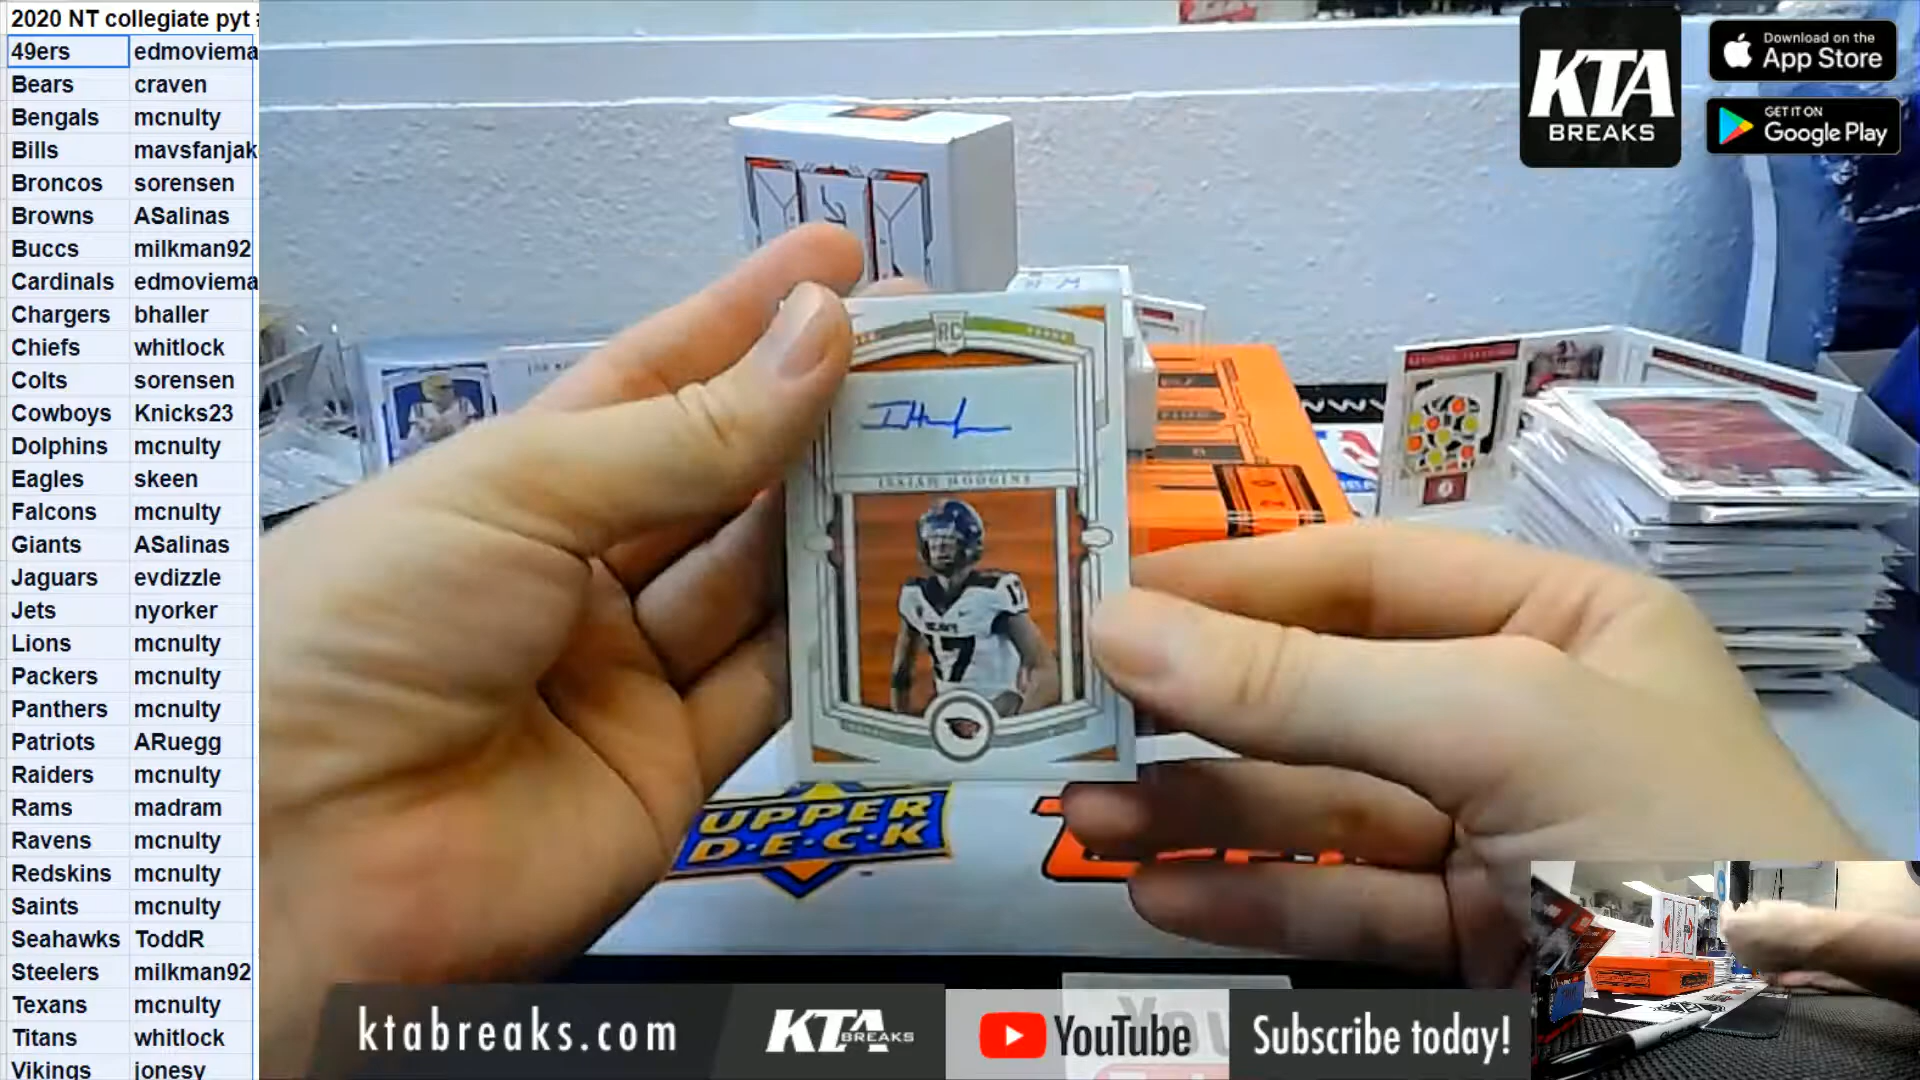 2020 NT collegiate pyt
49ers edmoviema
Bears craven
Bengals mcnulty
Bills mavsfanjak
Broncos sorensen
Browns ASalinas
Buccs milkman92
Cardinals edmoviema
Chargers bhaller
Chiefs whitlock
Colts sorensen
Cowboys Knicks23
Dolphins mcnulty
Eagles skeen
Falcons mcnulty
Giants ASalinas
Jaguars evdizzle
Jets nyorker
Lions mcnulty
Packers mcnulty
Panthers mcnulty
Patriots ARuegg
Raiders mcnulty
Rams madram
Ravens mcnulty
Redskins mcnulty
Saints mcnulty
Seahawks ToddR
Steelers milkman92
Texans mcnulty
Titans whitlock
Vikings jonesy
KTA
BREAKS
Download on the
App Store
GET IT ON
Google Play
RC
ISAIAH HODGINS
17
17
UPPER
D·E·C·K
ktabreaks.com
KTA
BREAKS
YouTube
Subscribe today!